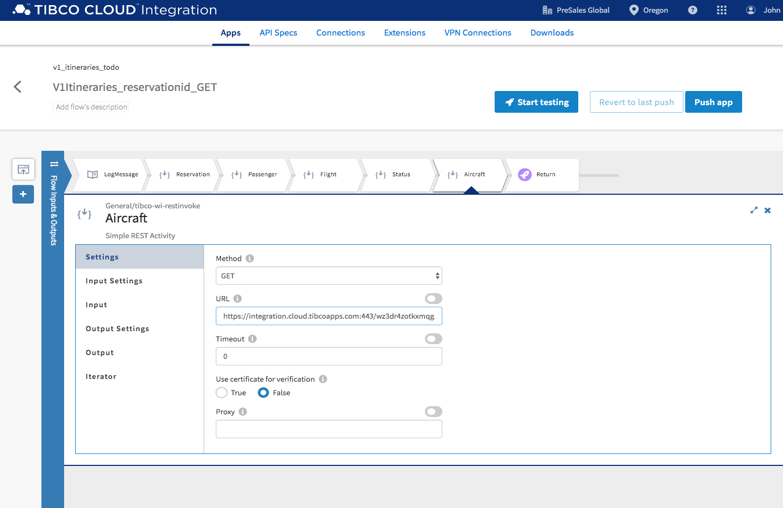 TIBCO CLOUD™ Integration
PreSales Global
Oregon
?
John
Apps
API Specs
Connections
Extensions
VPN Connections
Downloads
v1_itineraries_todo
V1Itineraries_reservationid_GET
Add flow's description
Start testing
Revert to last push
Push app
+
Flow Inputs & Outputs
LogMessage
Reservation
Passenger
Flight
Status
Aircraft
Return
General/tibco-wi-restinvoke
Aircraft
Simple REST Activity
Settings
Input Settings
Input
Output Settings
Output
Iterator
Method
GET
URL
https://integration.cloud.tibcoapps.com:443/wz3dr4zotkxmqg
Timeout
0
Use certificate for verification
True False
Proxy